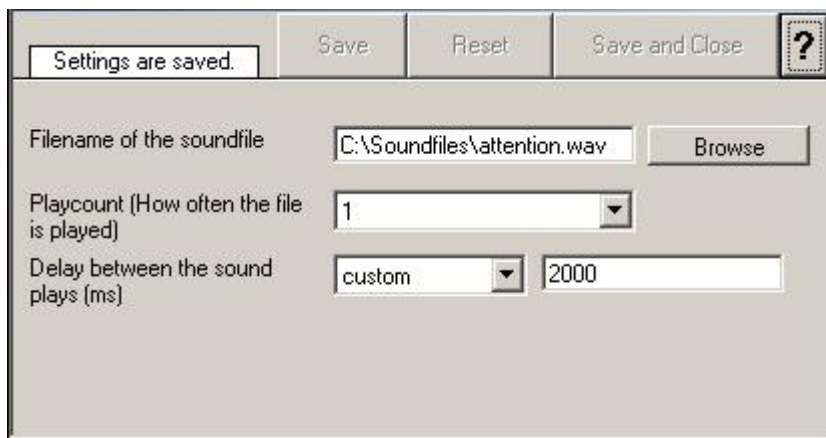 Settings are saved.
Save
Reset
Save and Close
?
Filename of the soundfile
C:\Soundfiles\attention.wav
Browse
Playcount (How often the file
is played)
1
Delay between the sound
plays (ms)
custom
2000